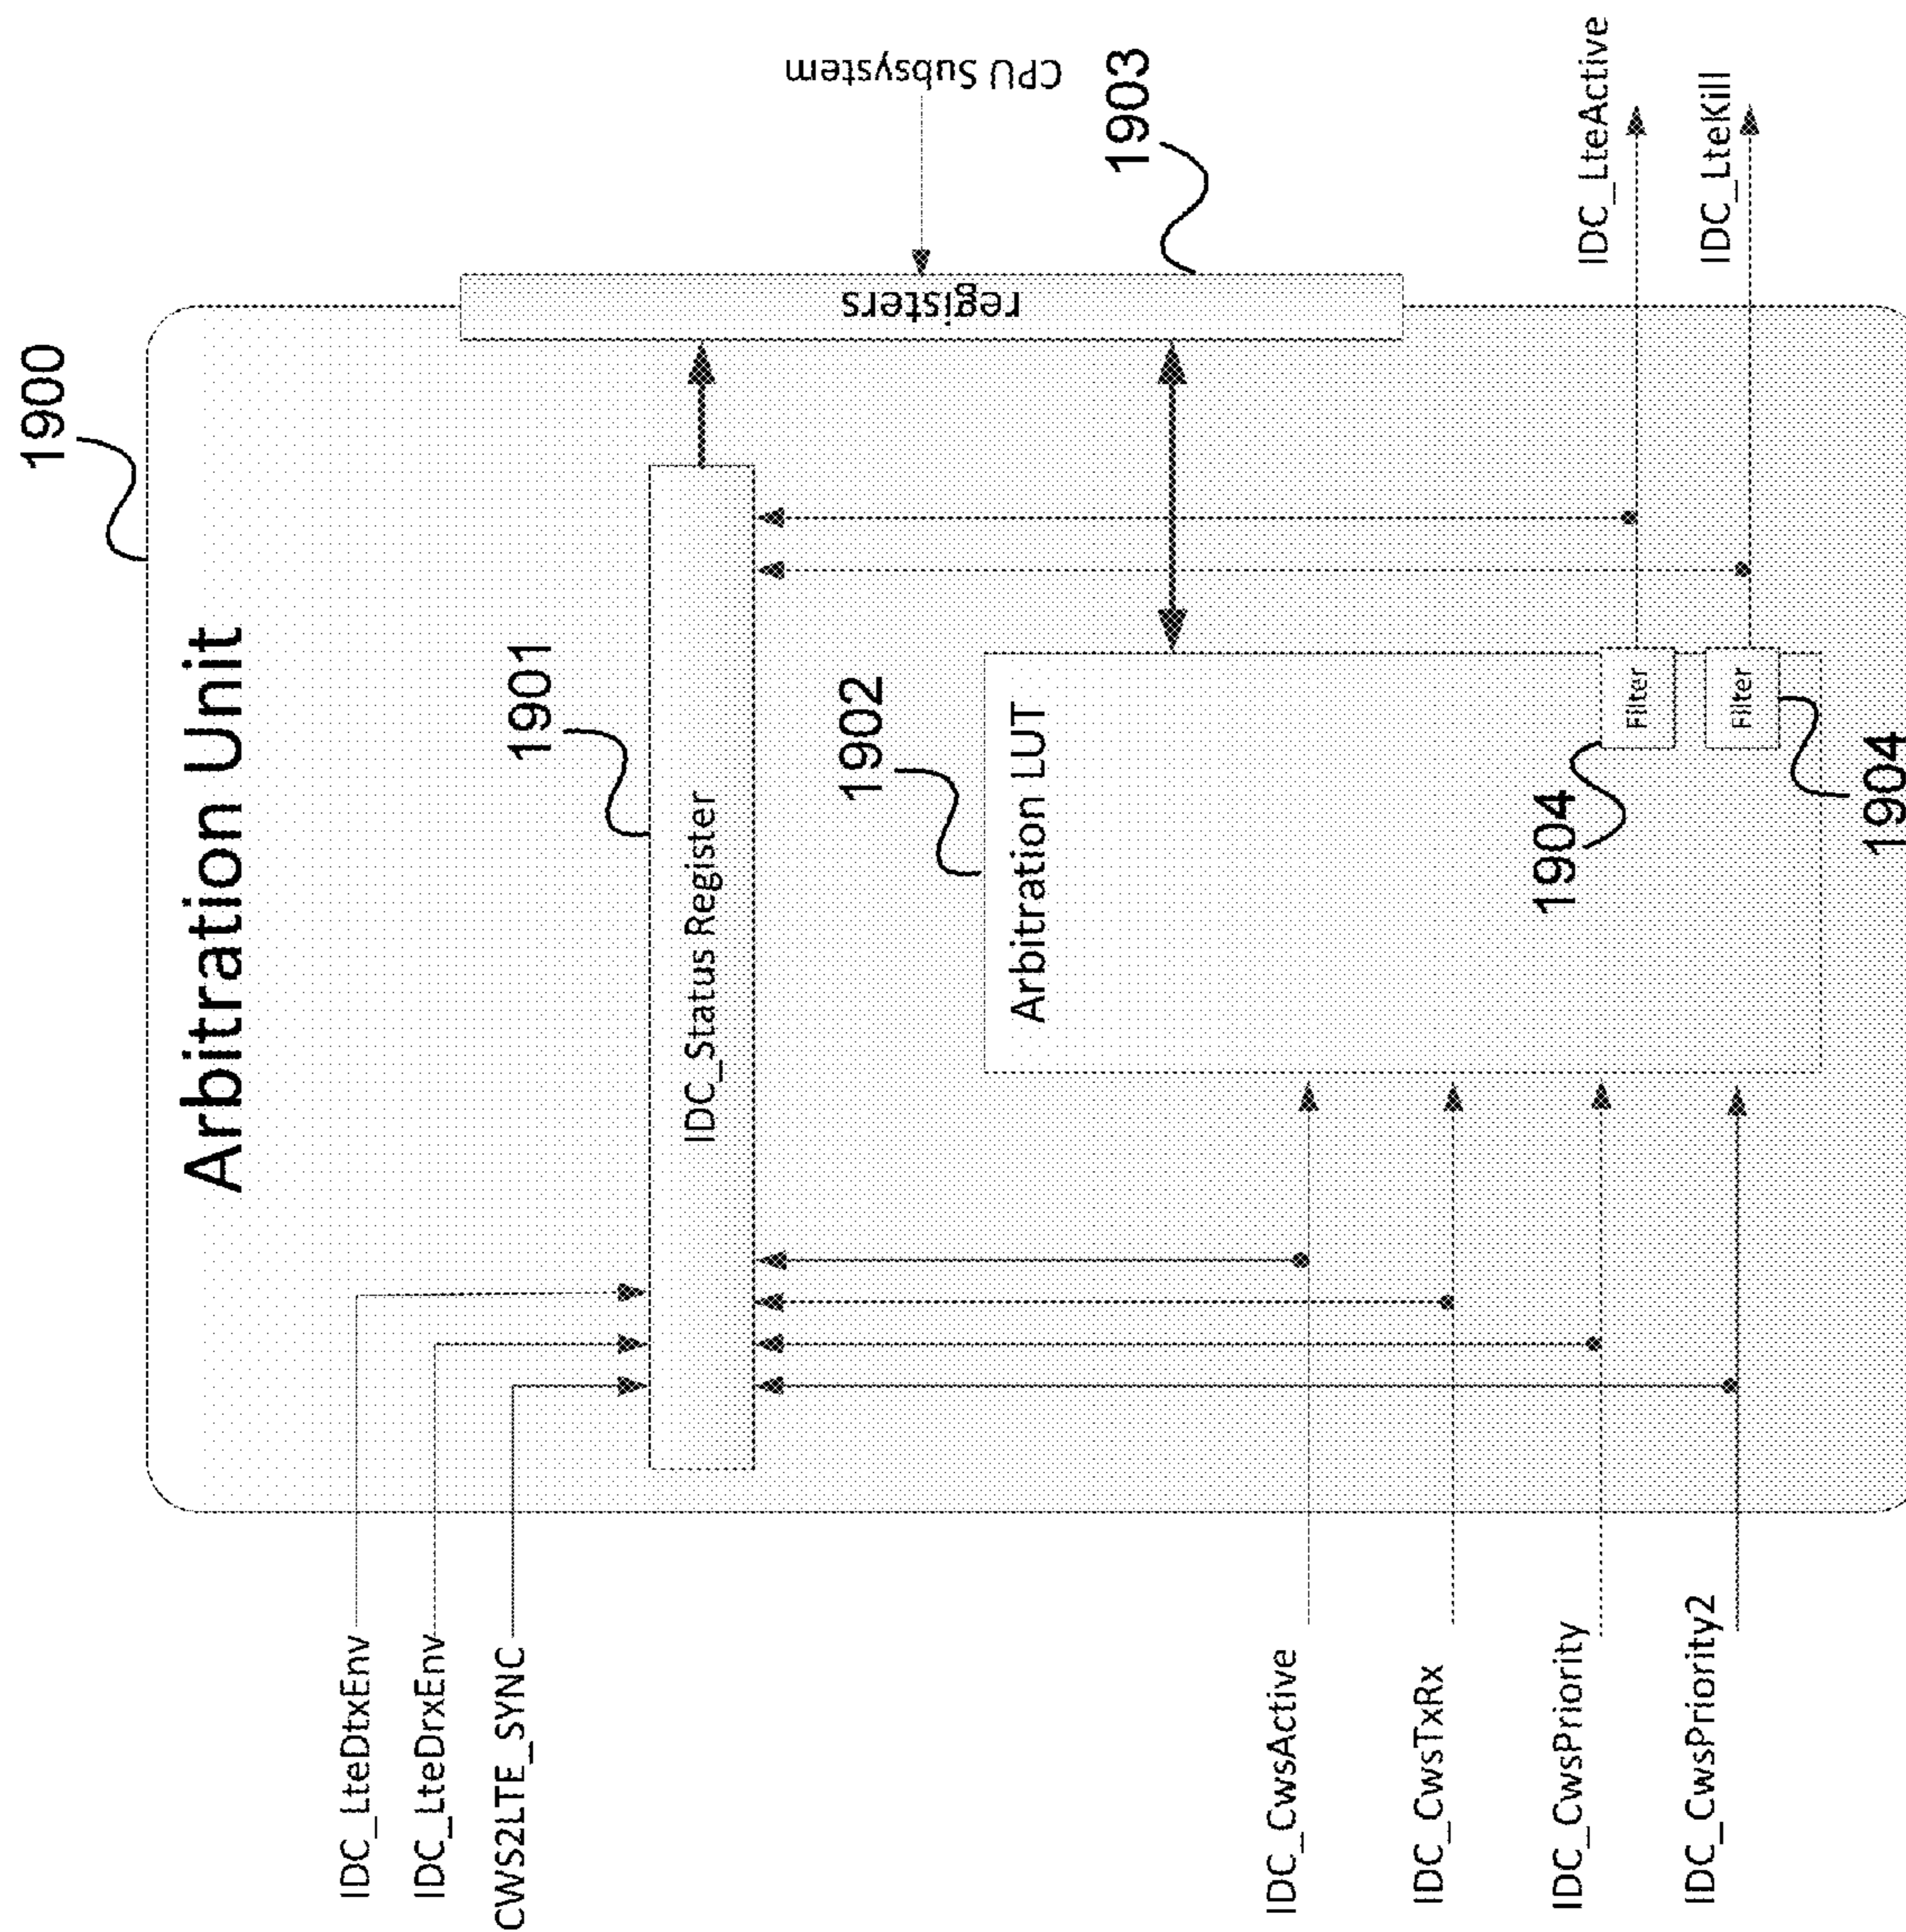 1900
Arbitration Unit
IDC_LteDtxEnv
IDC_LteDrxEnv
CWS2LTE_SYNC
1901
IDC_Status Register
registers
CPU Subsystem
1903
1902
Arbitration LUT
IDC_CwsActive
IDC_CwsTxRx
IDC_CwsPriority
IDC_CwsPriority2
1904
Filter
Filter
1904
IDC_LteActive
IDC_LteKill